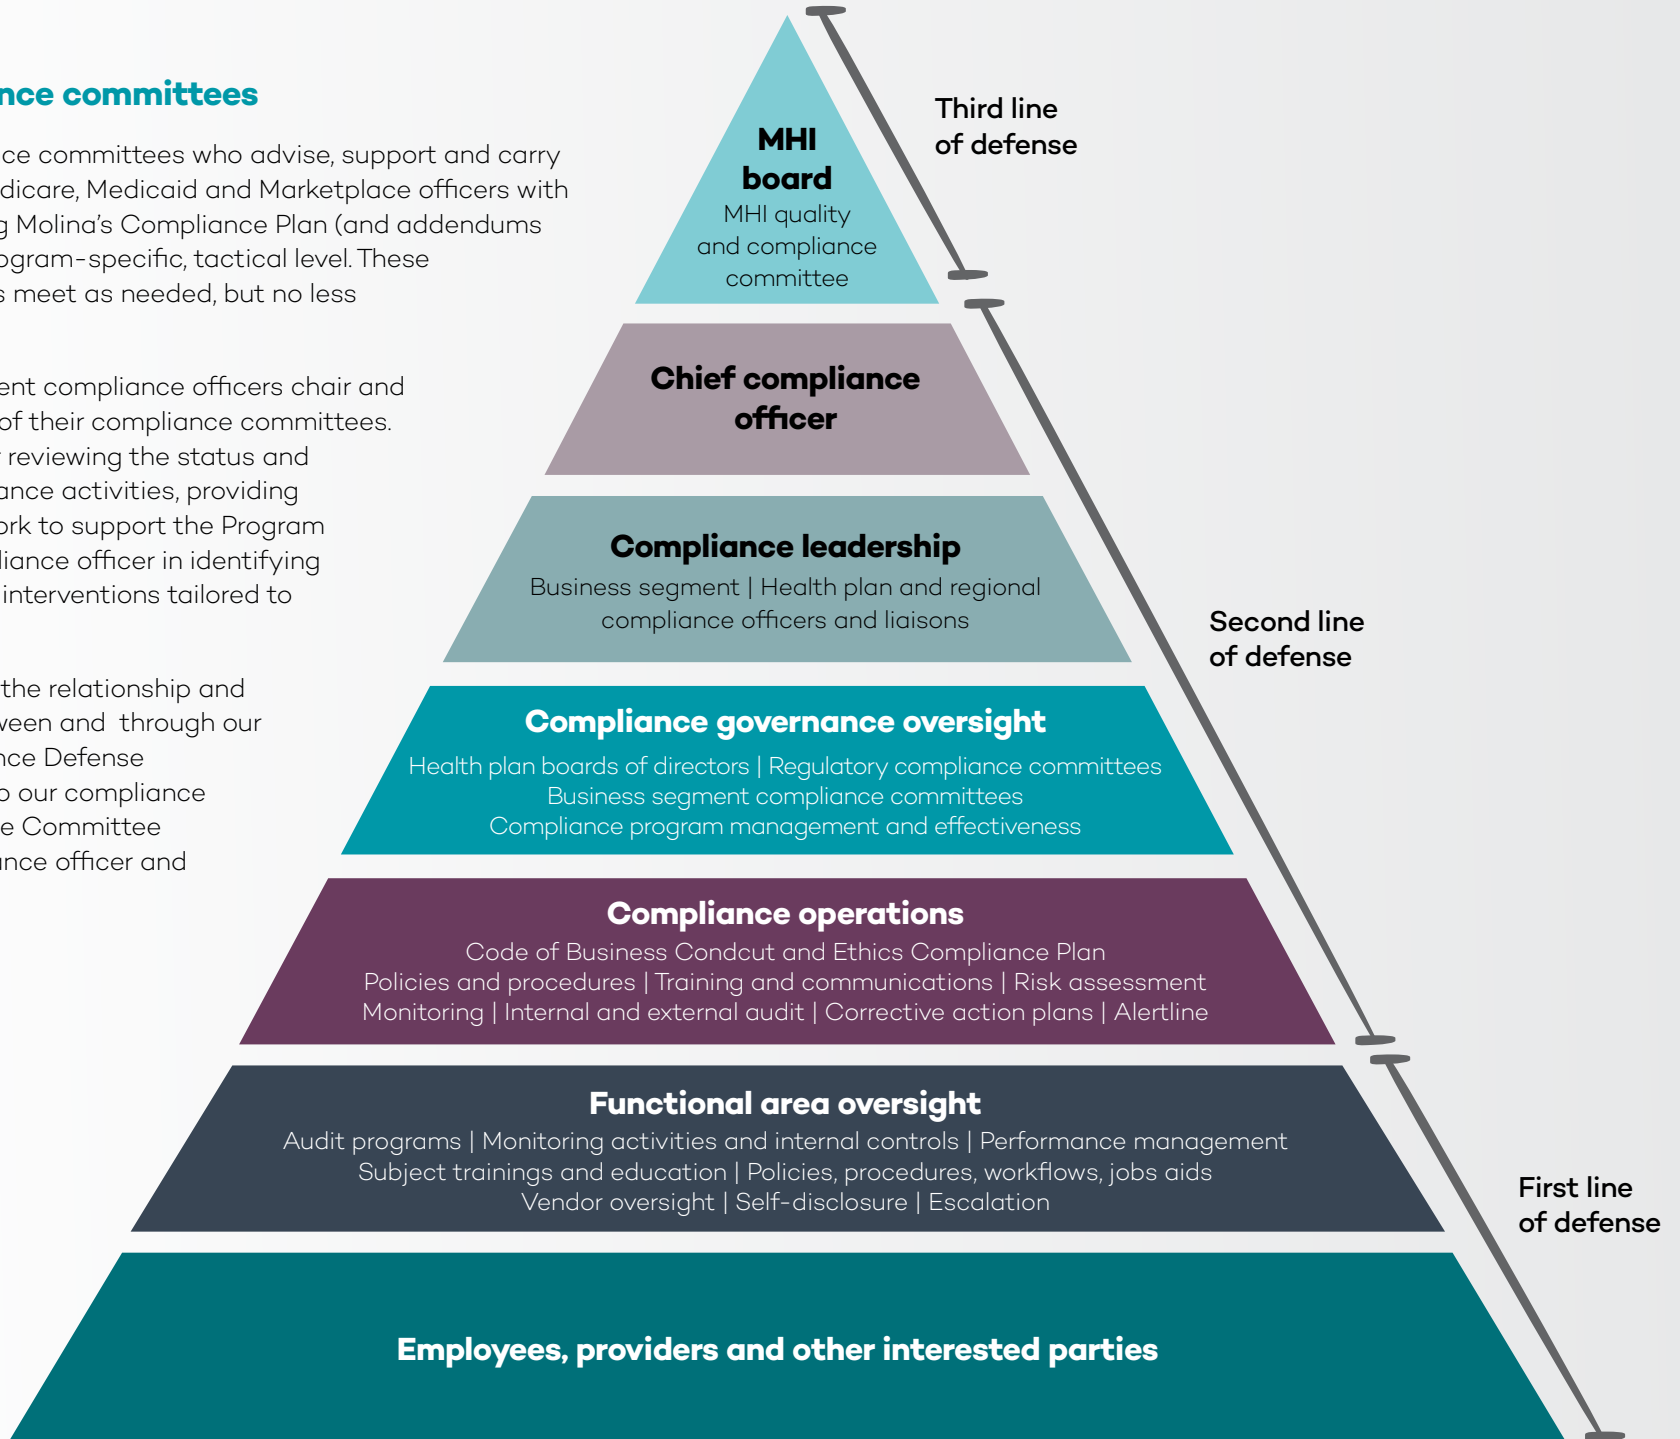 nce committees
ce committees who advise, support and carry
dicare, Medicaid and Marketplace officers with
g Molina's Compliance Plan (and addendums
ogram-specific, tactical level. These
s meet as needed, but no less
ent compliance officers chair and
of their compliance committees.
r reviewing the status and
ance activities, providing
ork to support the Program
liance officer in identifying
interventions tailored to
the relationship and
ween and through our
nce Defense
o our compliance
e Committee
ance officer and
MHI
board
MHI quality
and compliance
committee
Third line
of defense
Chief compliance
officer
Compliance leadership
Business segment | Health plan and regional
compliance officers and liaisons
Second line
of defense
Compliance governance oversight
Health plan boards of directors | Regulatory compliance committees
Business segment compliance committees
Compliance program management and effectiveness
Compliance operations
Code of Business Condcut and Ethics Compliance Plan
Policies and procedures | Training and communications | Risk assessment
Monitoring | Internal and external audit | Corrective action plans | Alertline
Functional area oversight
Audit programs | Monitoring activities and internal controls | Performance management
Subject trainings and education | Policies, procedures, workflows, jobs aids
Vendor oversight | Self-disclosure | Escalation
First line
of defense
Employees, providers and other interested parties